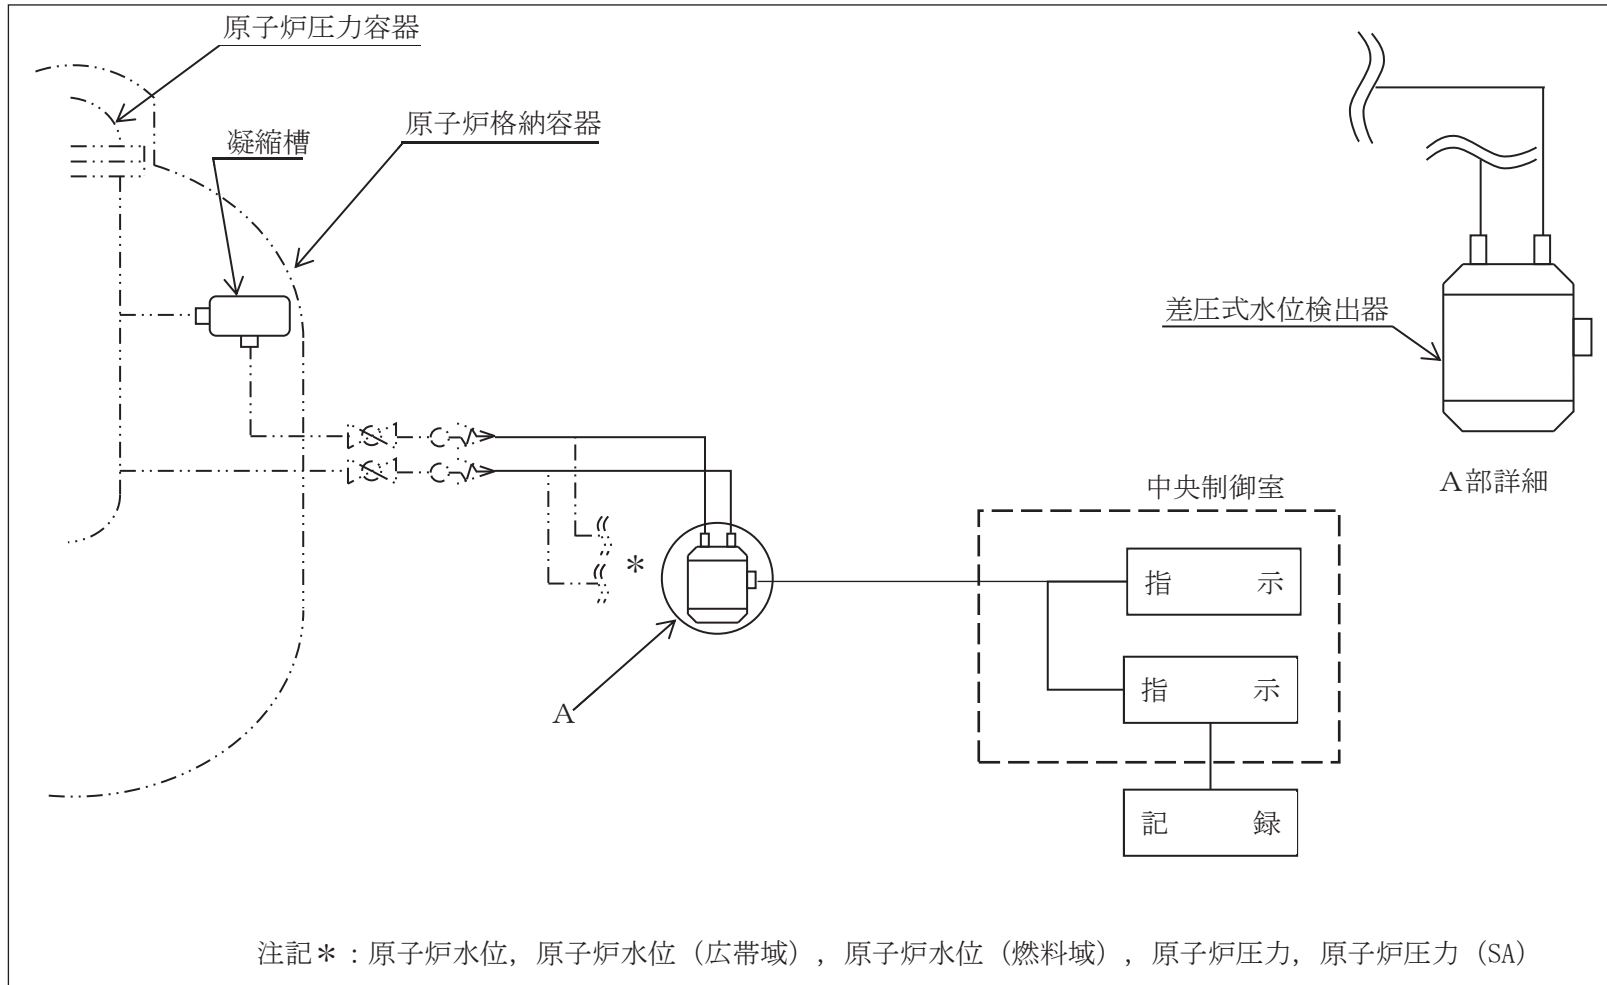 原子炉圧力容器
原子炉格納容器
凝縮槽
差圧式水位検出器
A部詳細
中央制御室
指 示
＊
指 示
A
記 録
注記＊：原子炉水位，原子炉水位（広帯域），原子炉水位（燃料域），原子炉圧力，原子炉圧力（SA）